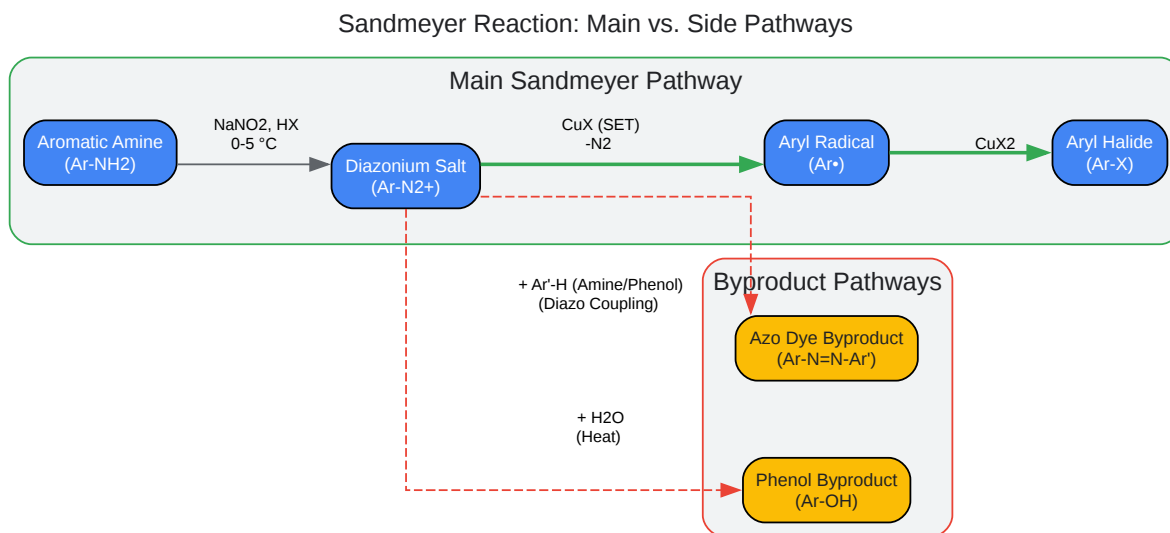 Sandmeyer Reaction: Main vs. Side Pathways
Main Sandmeyer Pathway
Aromatic Amine
(Ar-NH2)
NaNO2, HX
0-5 °C
Diazonium Salt
(Ar-N2+)
CuX (SET)
-N2
Aryl Radical
(Ar•)
CuX2
Aryl Halide
(Ar-X)
+ Ar'-H (Amine/Phenol)
(Diazo Coupling)
Byproduct Pathways
Azo Dye Byproduct
(Ar-N=N-Ar')
+ H2O
(Heat)
Phenol Byproduct
(Ar-OH)